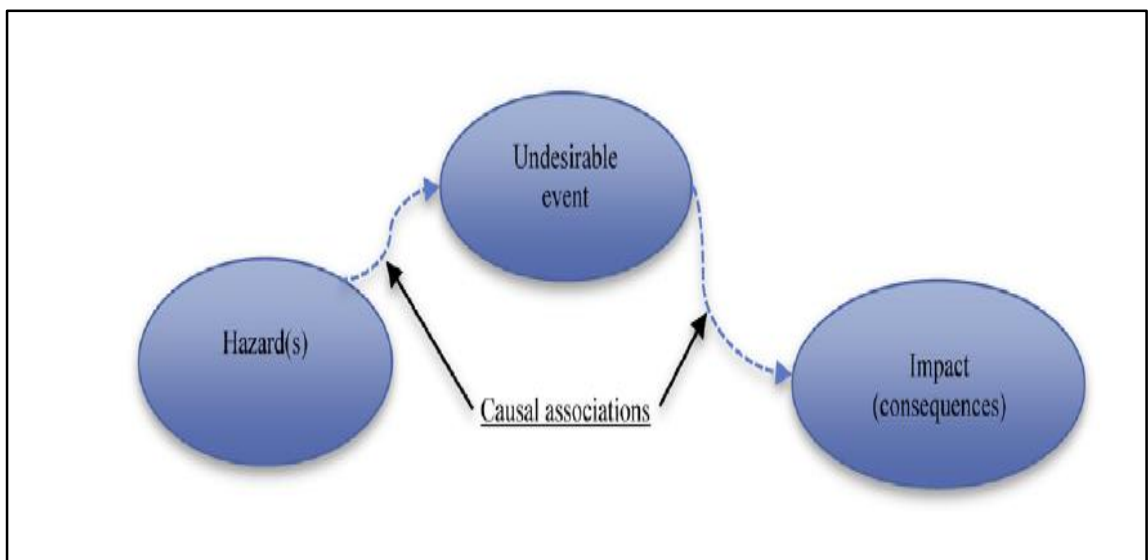 Undesirable
event
Hazard(s)
Impact
(consequences)
Causal associations